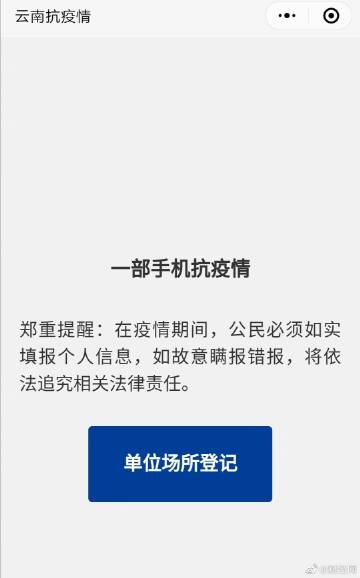 云南抗疫情
一部手机抗疫情
郑重提醒：在疫情期间，公民必须如实
填报个人信息，如故意瞒报错报，将依
法追究相关法律责任。
单位场所登记